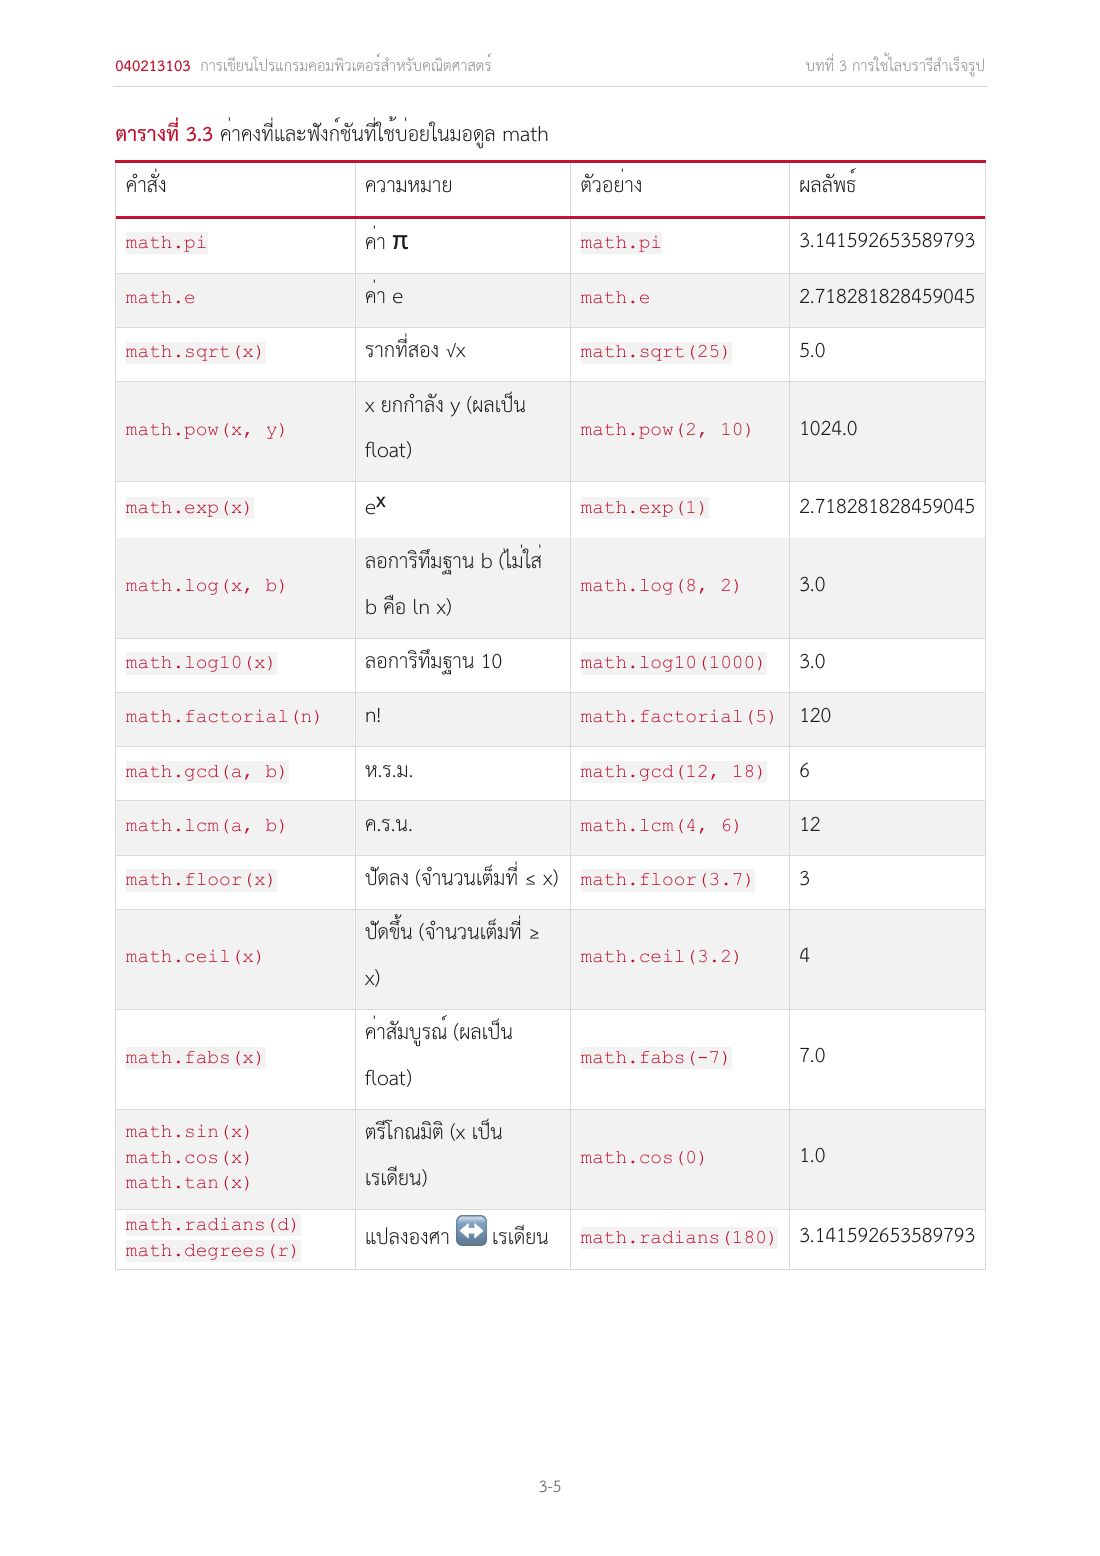 040213103 การเขียนโปรแกรมคอมพิวเตอร์สำหรับคณิตศาสตร์ บทที่ 3 การใช้ไลบรารีสำเร็จรูป
ตารางที่ 3.3 ค่าคงที่และฟังก์ชันที่ใช้บ่อยในมอดูล math
คำสั่ง ความหมาย ตัวอย่าง ผลลัพธ์
math.pi ค่า π math.pi 3.141592653589793
math.e ค่า e math.e 2.718281828459045
math.sqrt(x) รากที่สอง √x math.sqrt(25) 5.0
math.pow(x, y) x ยกกำลัง y (ผลเป็น
float) math.pow(2, 10) 1024.0
math.exp(x) eˣ math.exp(1) 2.718281828459045
math.log(x, b) ลอการิทึมฐาน b (ไม่ใส่
b คือ ln x) math.log(8, 2) 3.0
math.log10(x) ลอการิทึมฐาน 10 math.log10(1000) 3.0
math.factorial(n) n! math.factorial(5) 120
math.gcd(a, b) ห.ร.ม. math.gcd(12, 18) 6
math.lcm(a, b) ค.ร.น. math.lcm(4, 6) 12
math.floor(x) ปัดลง (จำนวนเต็มที่ ≤ x) math.floor(3.7) 3
math.ceil(x) ปัดขึ้น (จำนวนเต็มที่ ≥
x) math.ceil(3.2) 4
math.fabs(x) ค่าสัมบูรณ์ (ผลเป็น
float) math.fabs(-7) 7.0
math.sin(x)
math.cos(x)
math.tan(x) ตรีโกณมิติ (x เป็น
เรเดียน) math.cos(0) 1.0
math.radians(d)
math.degrees(r) แปลงองศา ↔️ เรเดียน math.radians(180) 3.141592653589793
3-5